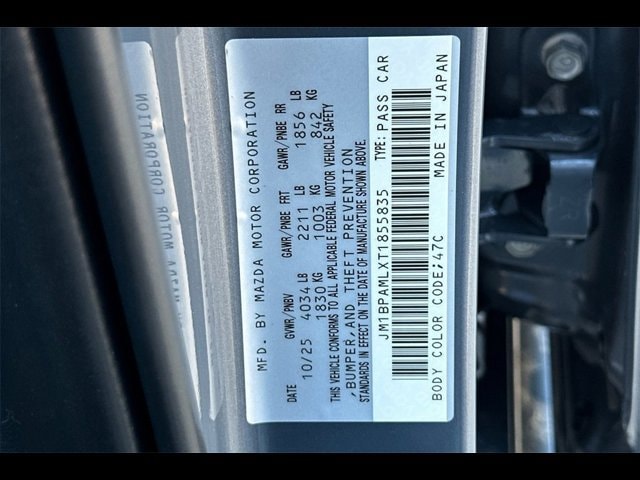 MFD. BY MAZDA MOTOR CORPORATION
DATE GVWR/PNBV GAWR/PNBE FRT GAWR/PNBE RR
10/25 4034 LB 2211 LB 1856 LB
1830 KG 1003 KG 842 KG
THIS VEHICLE CONFORMS TO ALL APPLICABLE FEDERAL MOTOR VEHICLE SAFETY
,BUMPER,AND THEFT PREVENTION
STANDARDS IN EFFECT ON THE DATE OF MANUFACTURE SHOWN ABOVE.
JM1BPAMLXT1855835 TYPE: PASS CAR
BODY COLOR CODE;47C MADE IN JAPAN
MAZDA MOTOR CORPORATION